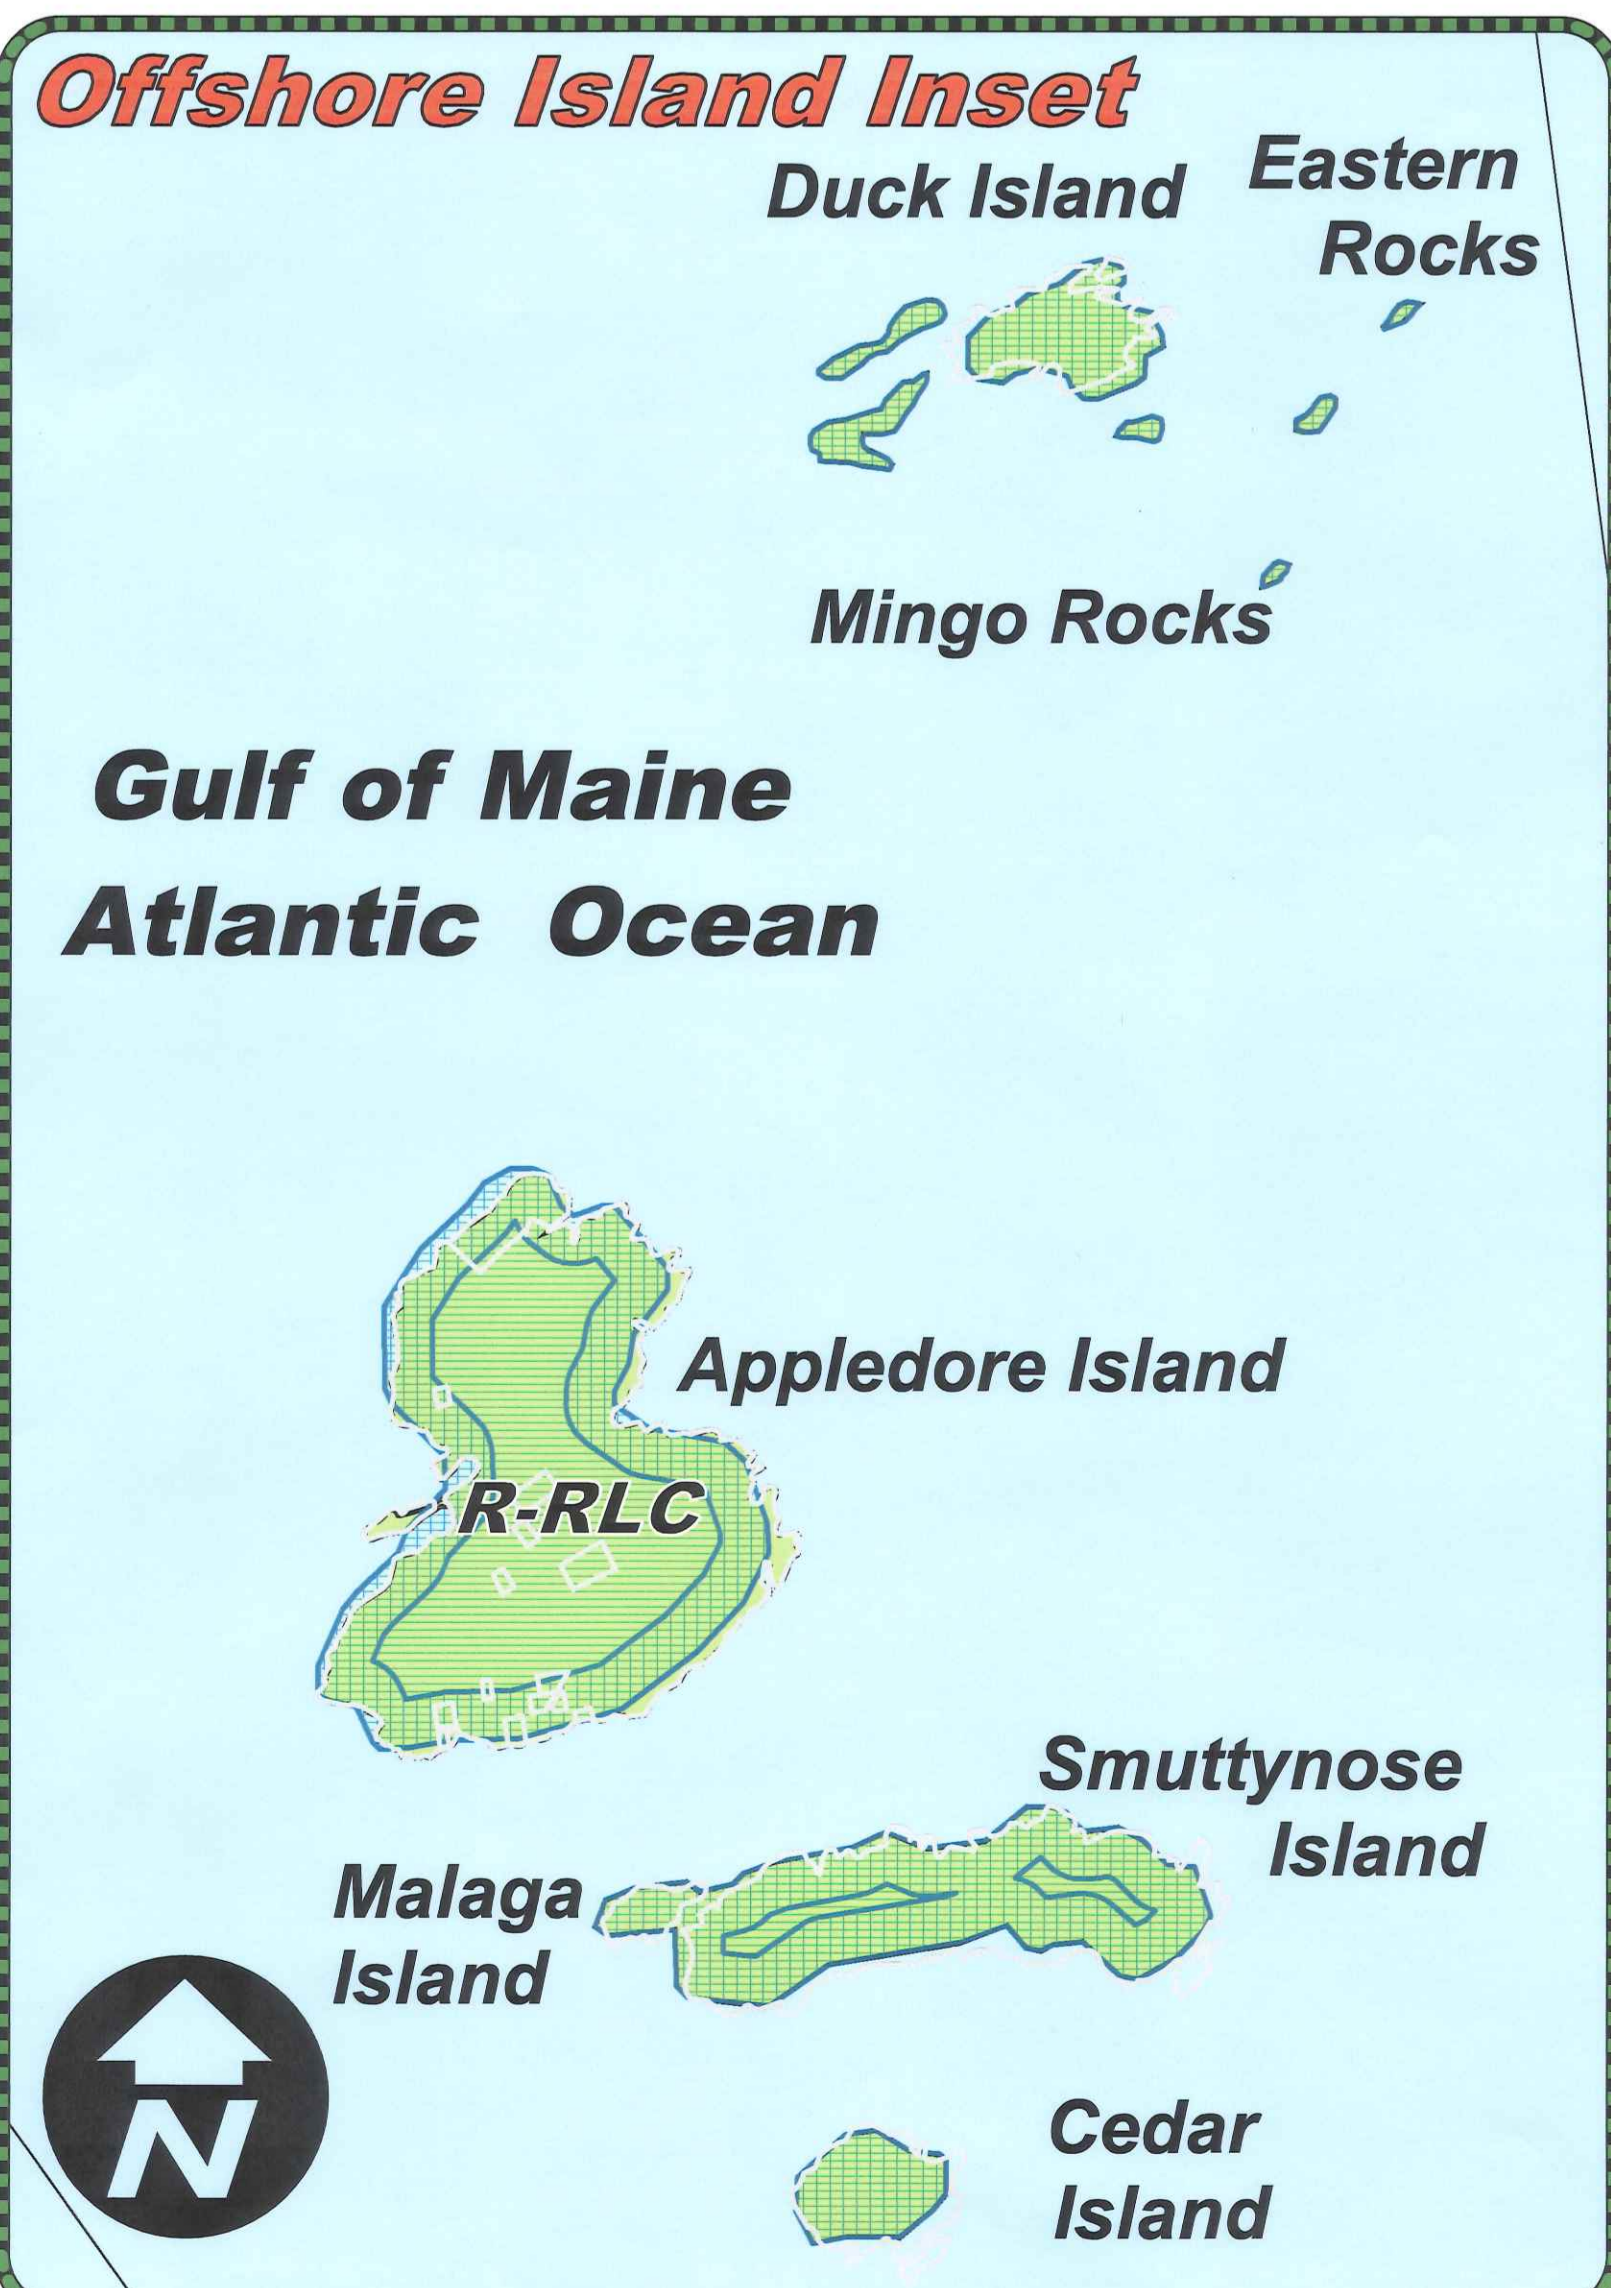 Offshore Island Inset
Duck Island
Eastern
Rocks
Mingo Rocks
Gulf of Maine
Atlantic Ocean
Appledore Island
R-RLC
Smuttynose
Island
Malaga
Island
N
Cedar
Island